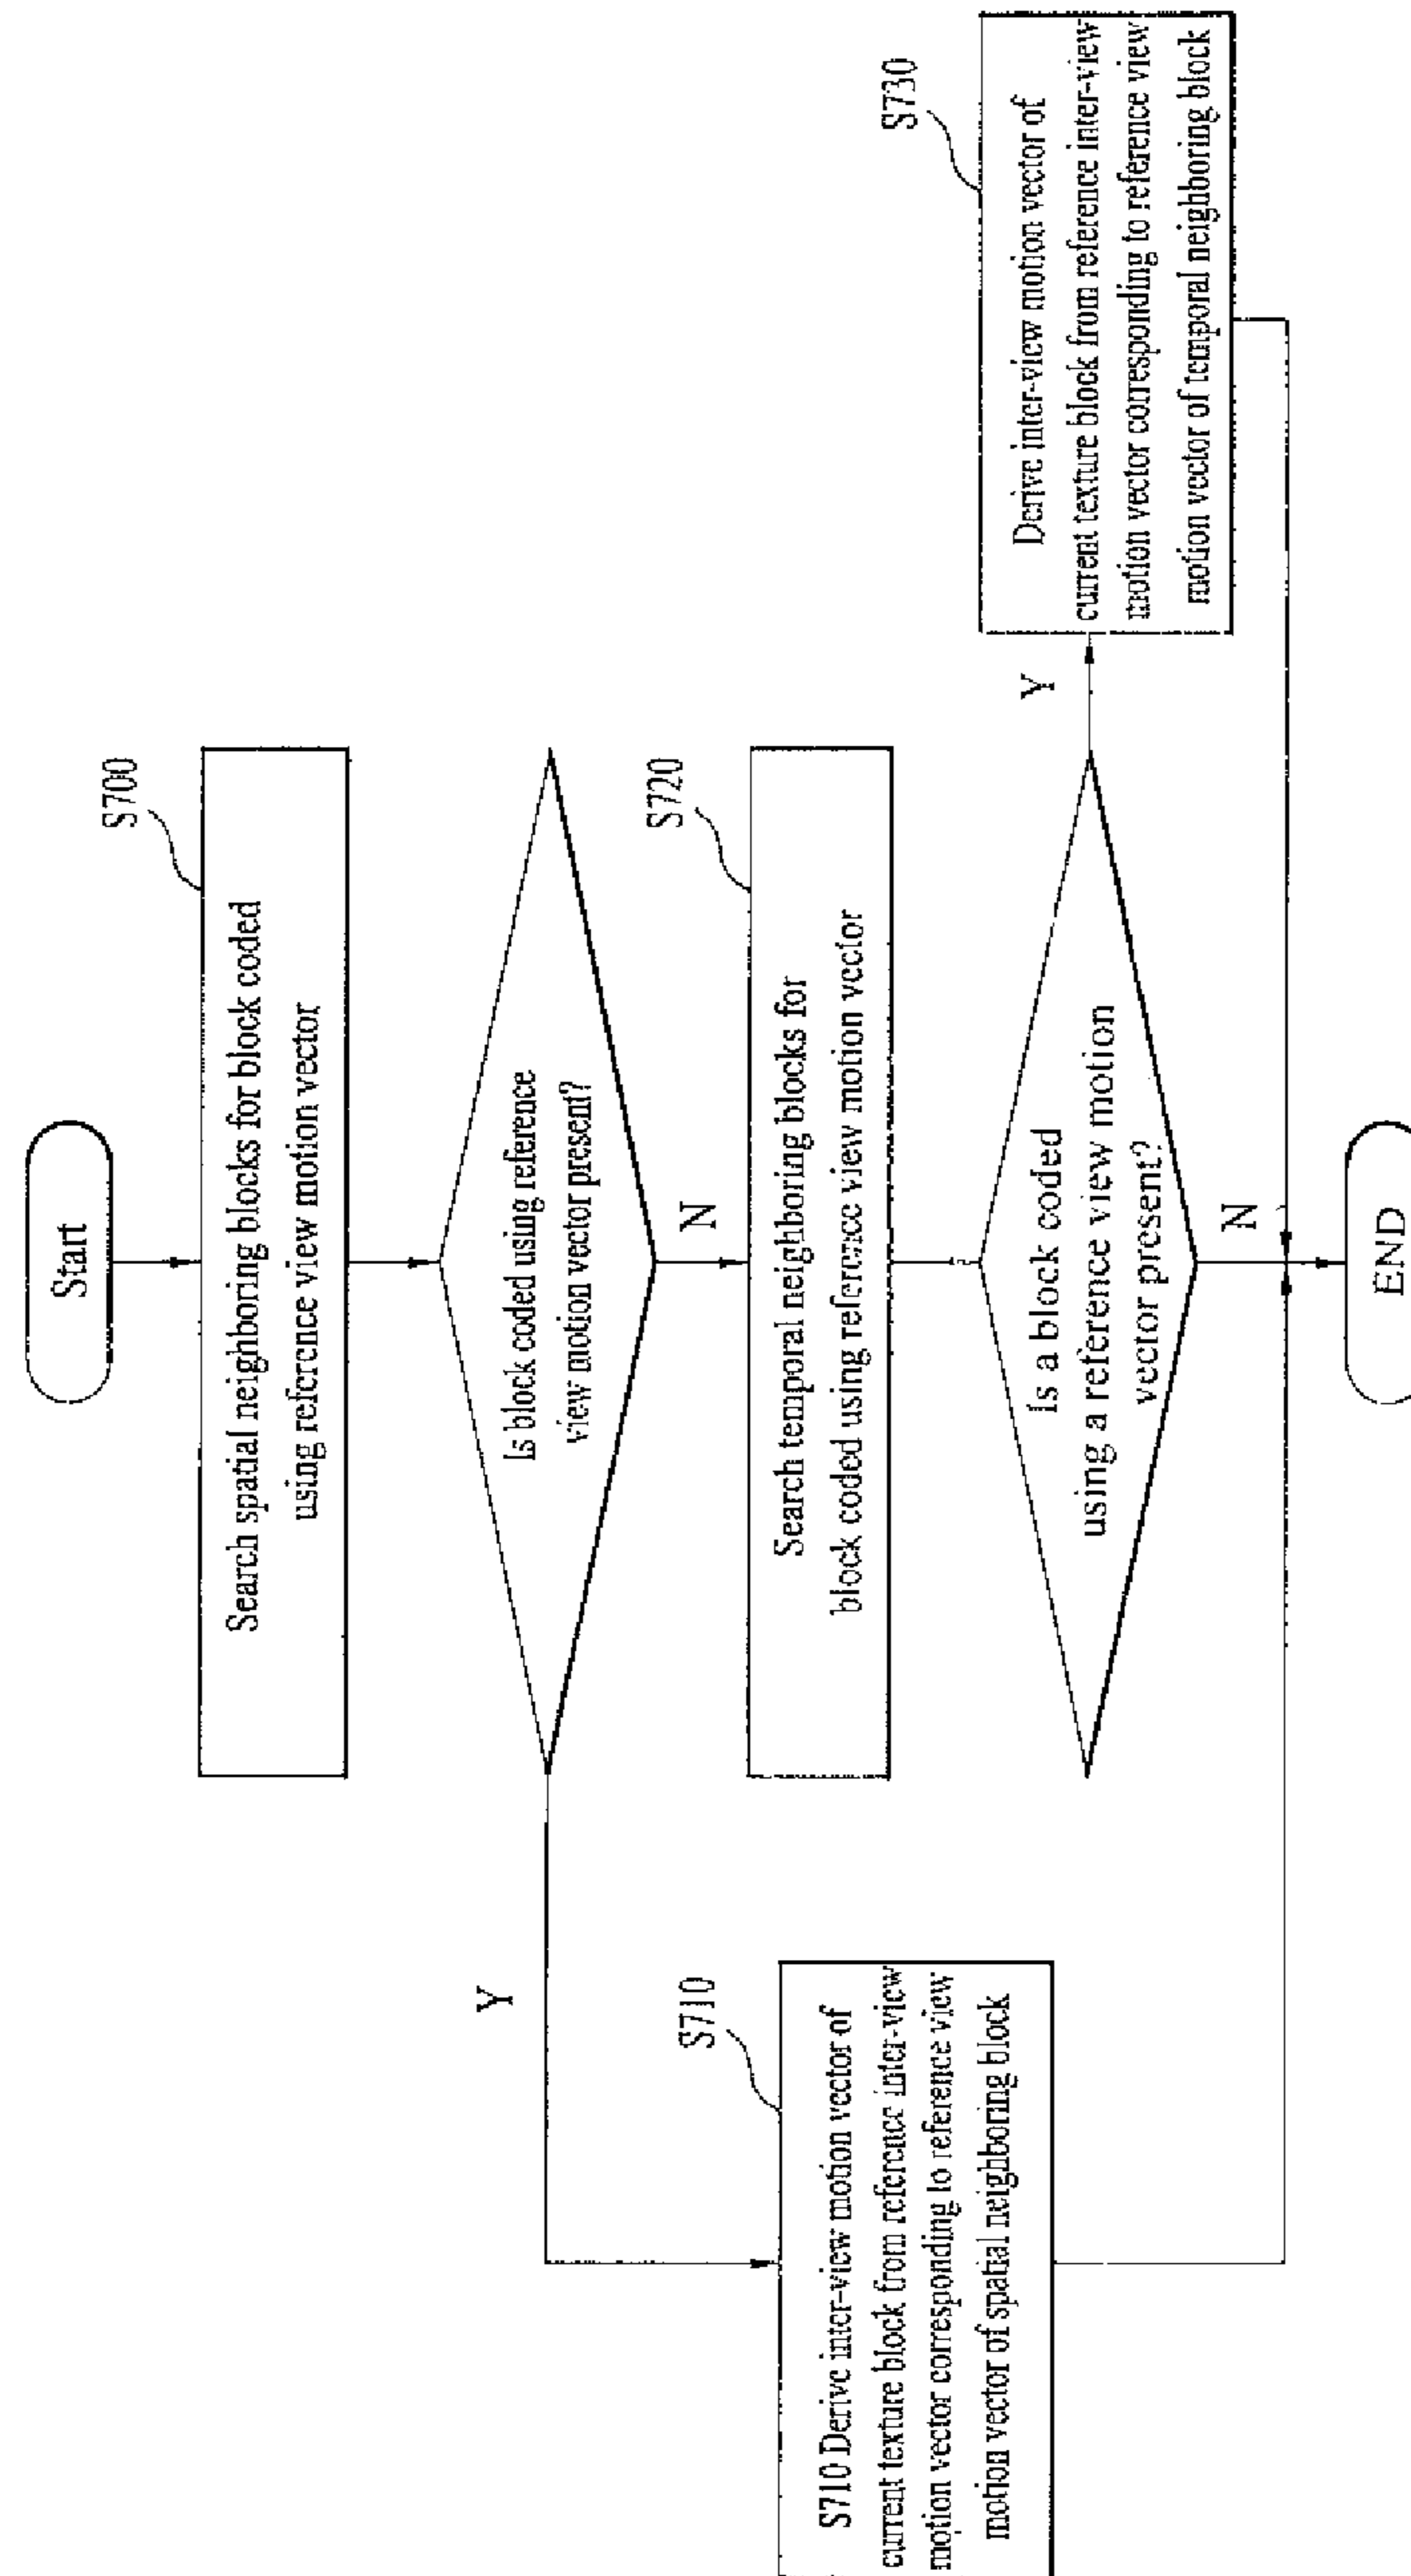 Start
S700
Search spatial neighboring blocks for block coded
using reference view motion vector
Is block coded using reference
view motion vector present?
Y
N
S710
S710 Derive inter-view motion vector of
current texture block from reference inter-view
motion vector corresponding to reference view
motion vector of spatial neighboring block
S720
Search temporal neighboring blocks for
block coded using reference view motion vector
Is a block coded
using a reference view motion
vector present?
Y
N
S730
Derive inter-view motion vector of
current texture block from reference inter-view
motion vector corresponding to reference view
motion vector of temporal neighboring block
END